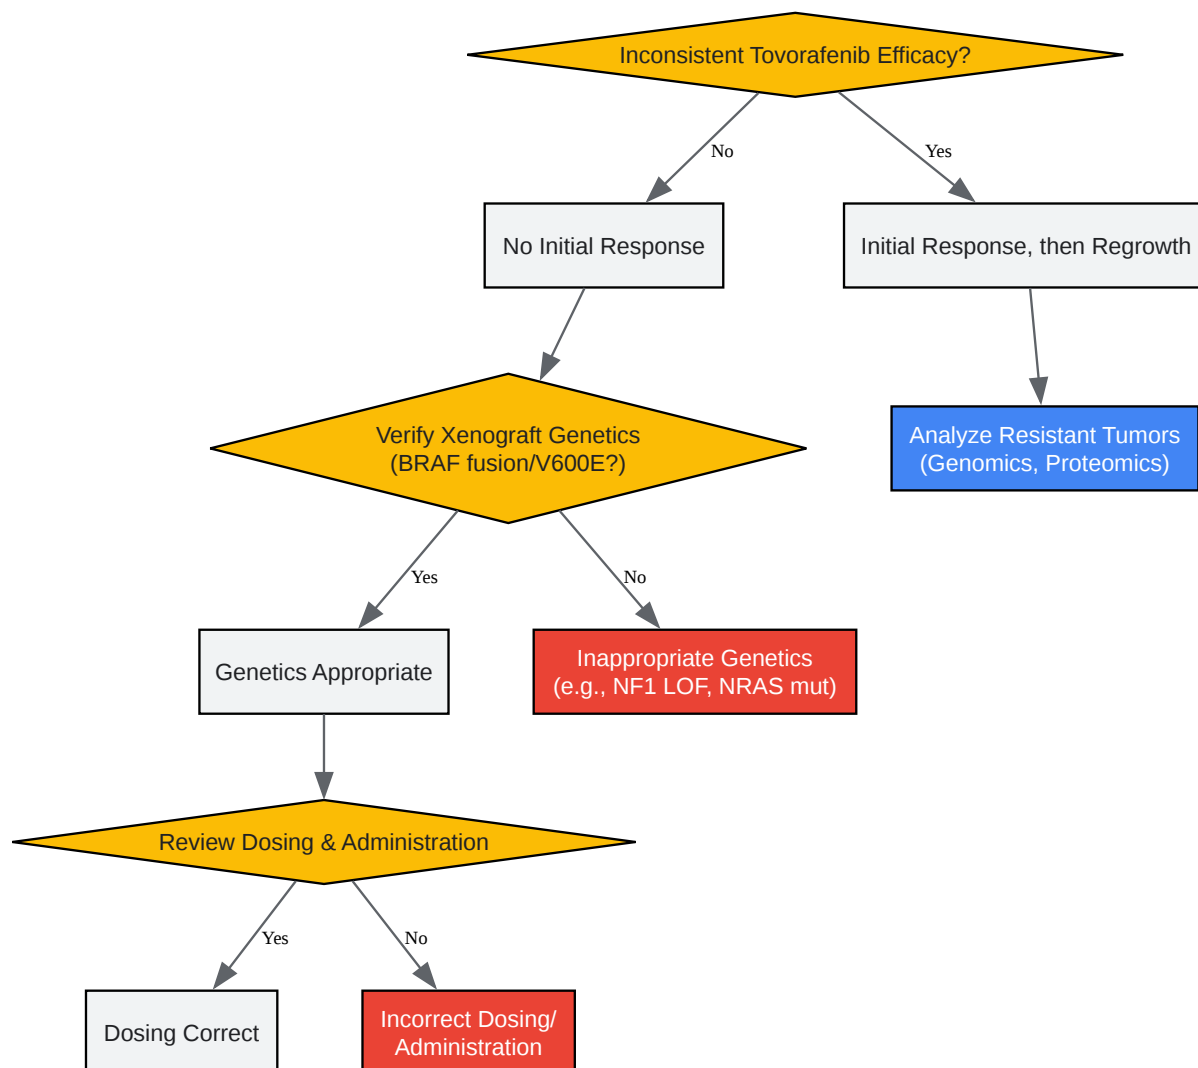 Inconsistent Tovorafenib Efficacy?
No
Yes
No Initial Response
Initial Response, then Regrowth
Verify Xenograft Genetics
(BRAF fusion/V600E?)
Analyze Resistant Tumors
(Genomics, Proteomics)
Yes
No
Genetics Appropriate
Inappropriate Genetics
(e.g., NF1 LOF, NRAS mut)
Review Dosing & Administration
Yes
No
Dosing Correct
Incorrect Dosing/
Administration